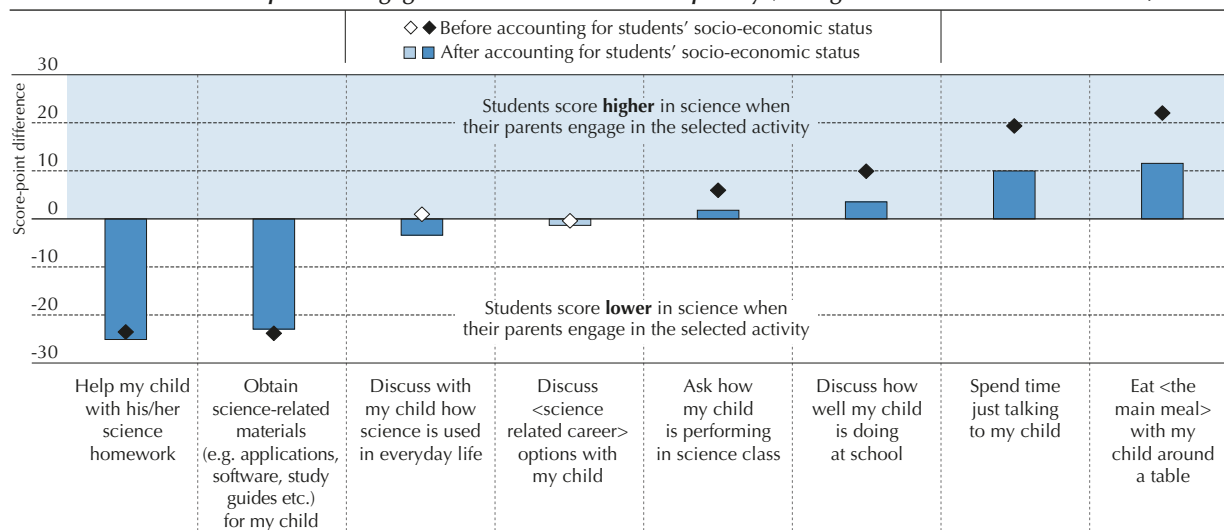 Before accounting for students' socio-economic status
After accounting for students' socio-economic status
Score-point difference
30
20
10
0
-10
-20
-30
Students score higher in science when
their parents engage in the selected activity
Students score lower in science when
their parents engage in the selected activity
Help my child
with his/her
science
homework
Obtain
science-related
materials
(e.g. applications,
software, study
guides etc.)
for my child
Discuss with
my child how
science is used
in everyday life
Discuss
<science
related career>
options with
my child
Ask how
my child
is performing
in science class
Discuss how
well my child
is doing
at school
Spend time
just talking
to my child
Eat <the
main meal>
with my
child around
a table